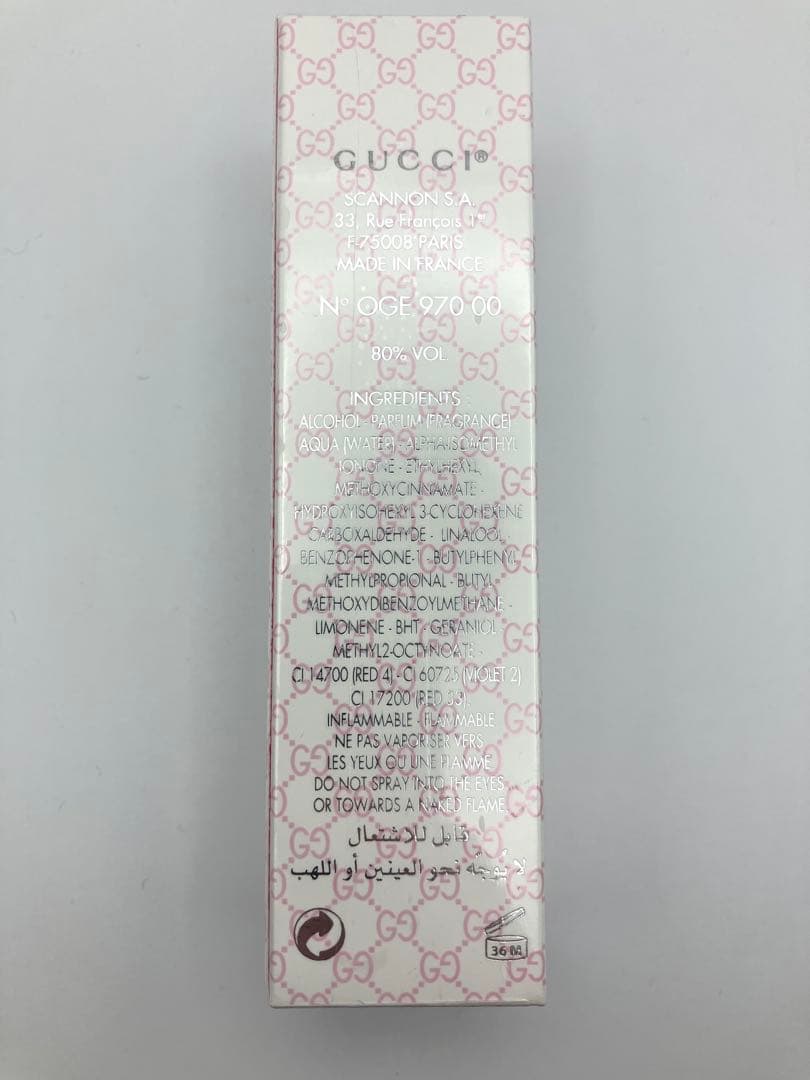 GUCCI®
SCANNON S.A.
33, Rue François 1er
F-75008 PARIS
MADE IN FRANCE
N° OGE 970 00
80% VOL
INGREDIENTS :
ALCOHOL - PARFUM (FRAGRANCE)
AQUA (WATER) - ALPHA-ISOMETHYL
IONONE - ETHYLHEXYL
METHOXYCINNAMATE -
HYDROXYISOHEXYL 3-CYCLOHEXENE
CARBOXALDEHYDE - LINALOOL -
BENZOPHENONE-1 - BUTYLPHENYL
METHYLPROPIONAL - BUTYL
METHOXYDIBENZOYLMETHANE -
LIMONENE - BHT - GERANIOL
METHYL2-OCTYNOATE -
CI 14700 (RED 4) - CI 60725 (VIOLET 2)
CI 17200 (RED 33).
INFLAMMABLE - FLAMMABLE
NE PAS VAPORISER VERS
LES YEUX OU UNE FLAMME
DO NOT SPRAY INTO THE EYES
OR TOWARDS A NAKED FLAME.
قابل للاشتعال
لا يُوجَّه نحو العينين أو اللهب
36 M